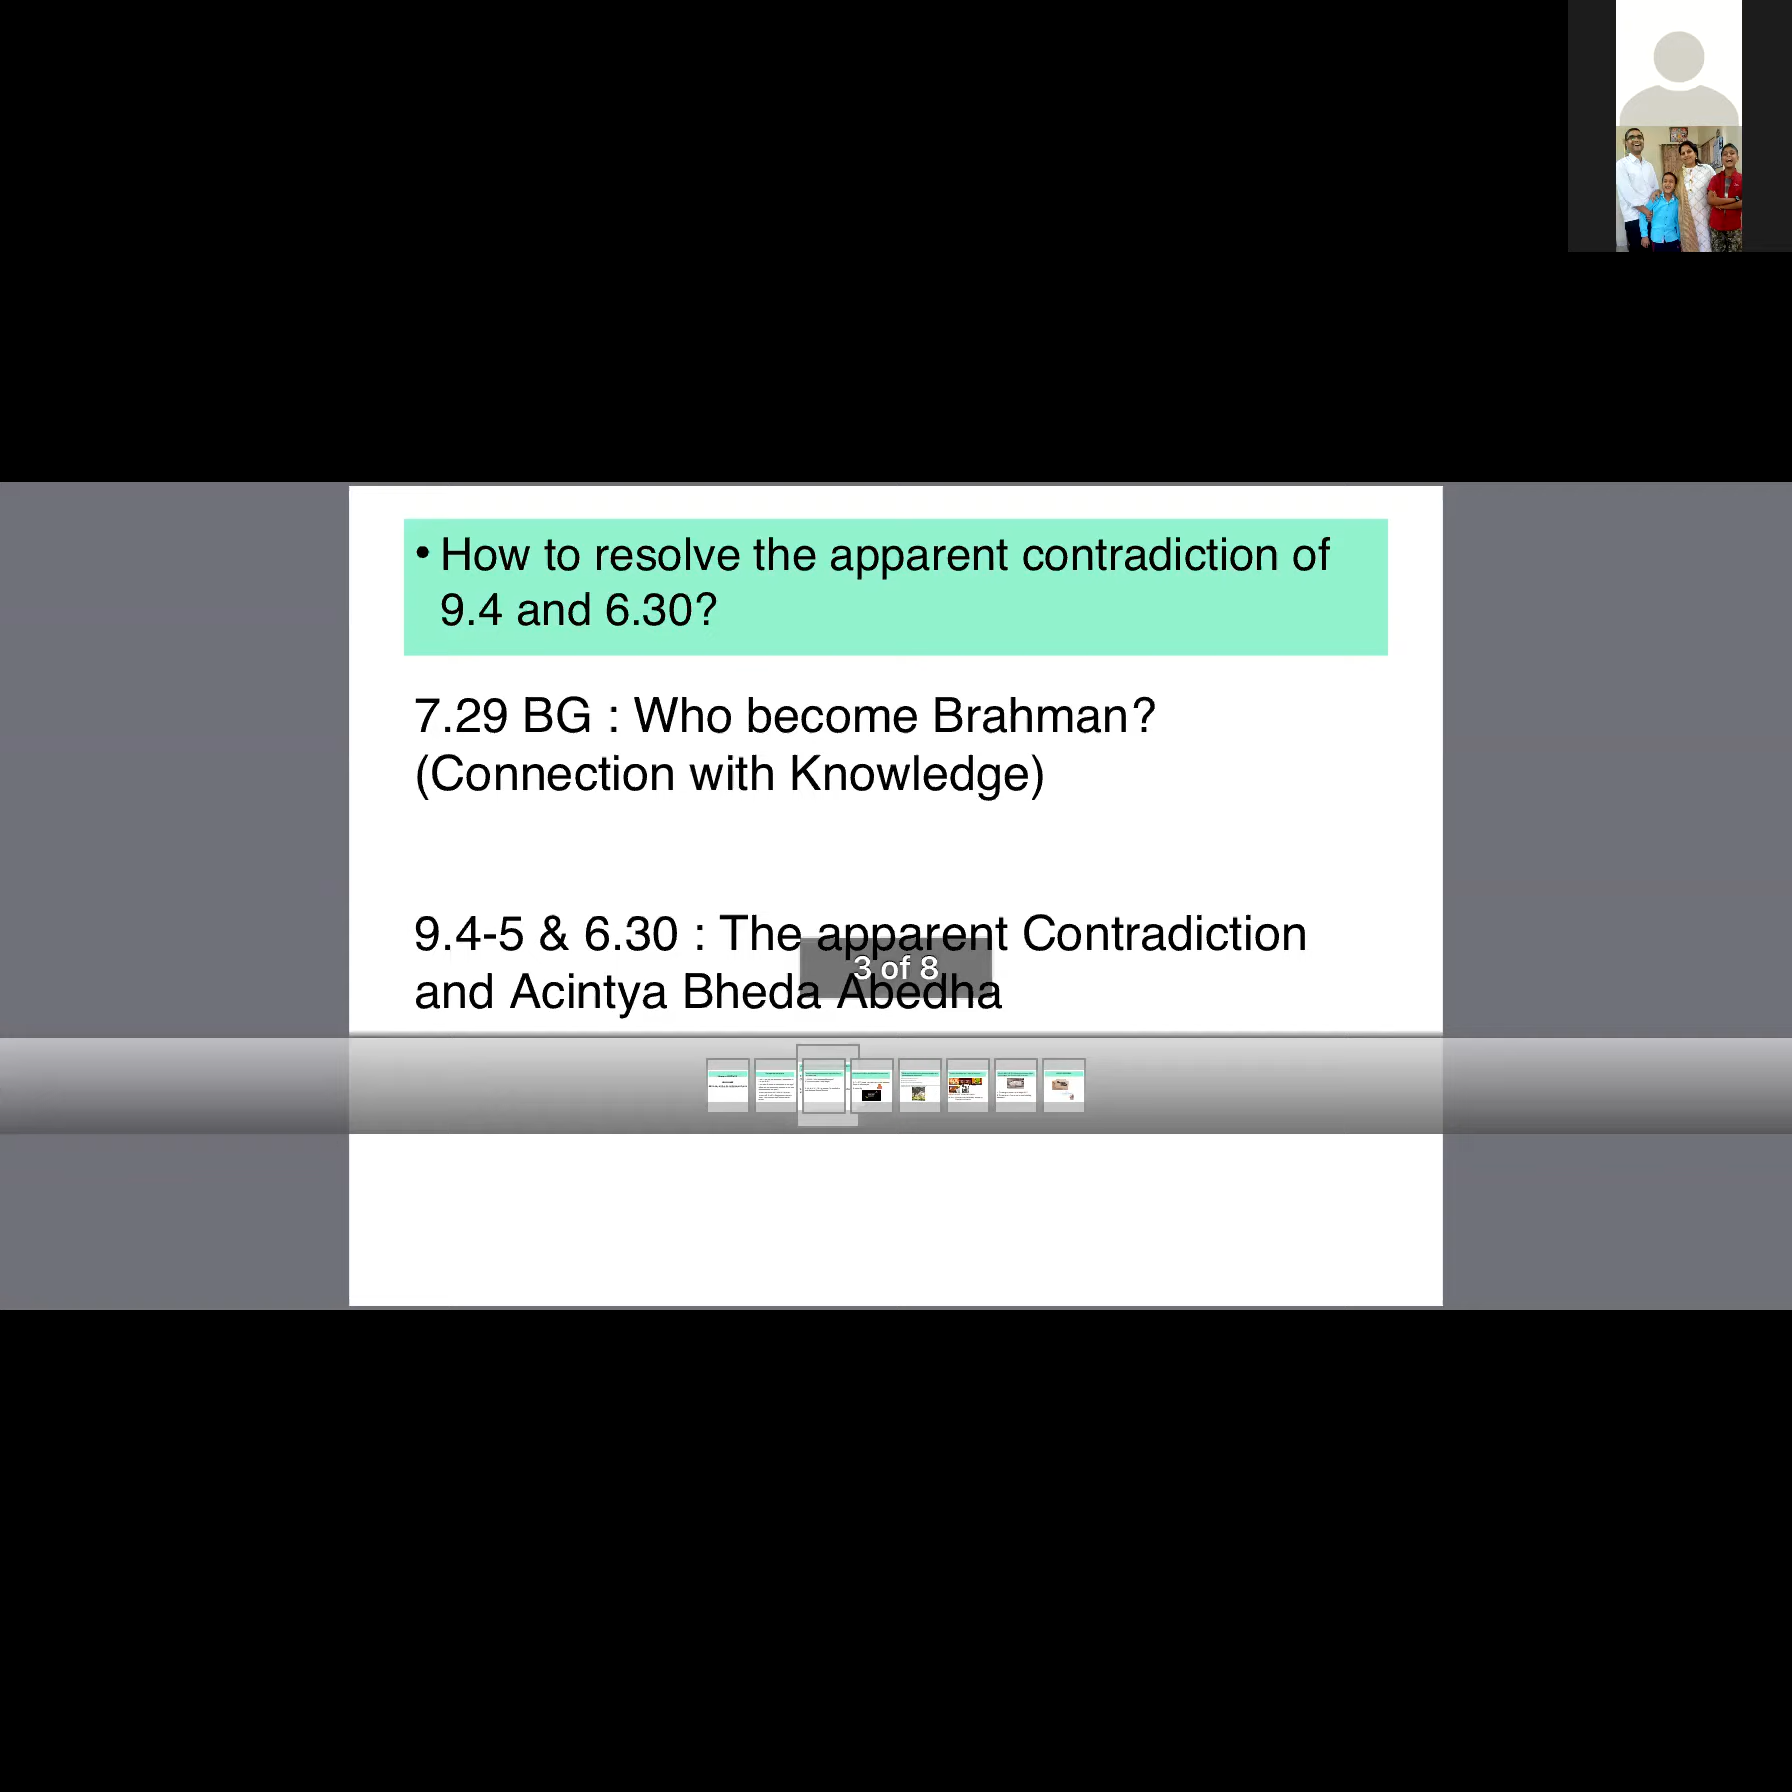 • How to resolve the apparent contradiction of
9.4 and 6.30?
7.29 BG : Who become Brahman?
(Connection with Knowledge)
9.4-5 & 6.30 : The apparent Contradiction
and Acintya Bheda Abedha
3 of 8